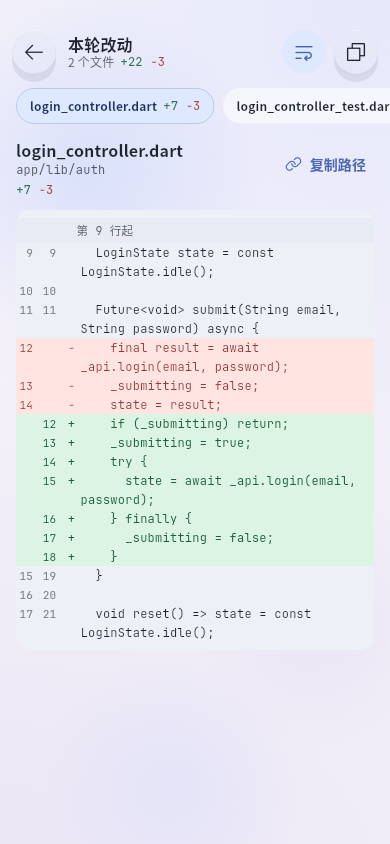 本轮改动
2 个文件 +22 -3
login_controller.dart +7 -3
login_controller_test.dar
login_controller.dart
app/lib/auth
+7 -3
复制路径
第 9 行起
9 9 LoginState state = const
LoginState.idle();
10 10
11 11 Future<void> submit(String email,
String password) async {
12 - final result = await
_api.login(email, password);
13 - _submitting = false;
14 - state = result;
12 + if (_submitting) return;
13 + _submitting = true;
14 + try {
15 + state = await _api.login(email,
password);
16 + } finally {
17 + _submitting = false;
18 + }
15 19 }
16 20
17 21 void reset() => state = const
LoginState.idle();